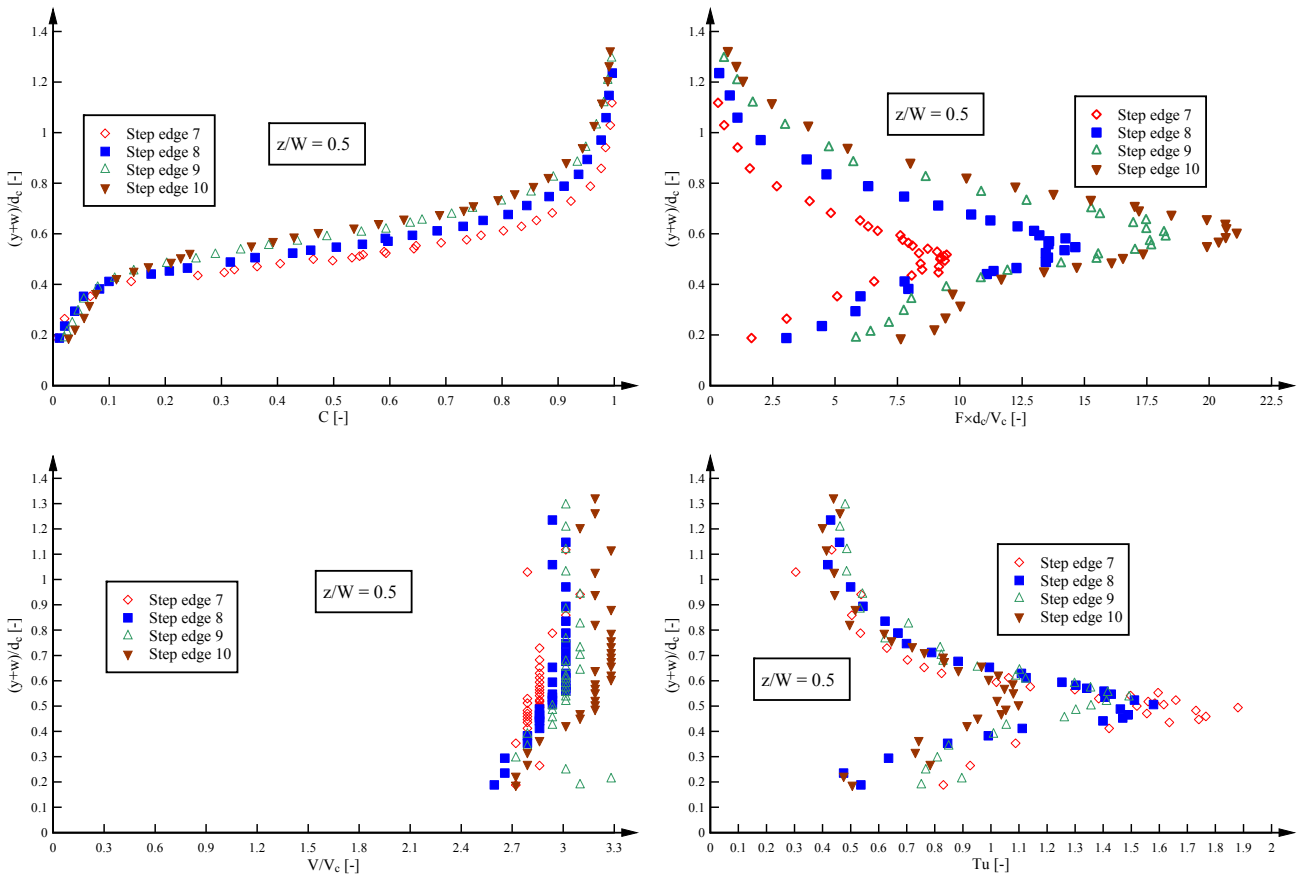 1.4
1.2
1
0.8
0.6
0.4
0.2
0
(y+w)/dc [-]
Step edge 7
Step edge 8
Step edge 9
Step edge 10
z/W = 0.5
0 0.1 0.2 0.3 0.4 0.5 0.6 0.7 0.8 0.9 1
C [-]
1.4
1.2
1
0.8
0.6
0.4
0.2
0
(y+w)/dc [-]
z/W = 0.5
Step edge 7
Step edge 8
Step edge 9
Step edge 10
0 2.5 5 7.5 10 12.5 15 17.5 20 22.5
F×dc/Vc [-]
1.4
1.3
1.2
1.1
1
0.9
0.8
0.7
0.6
0.5
0.4
0.3
0.2
0.1
0
(y+w)/dc [-]
Step edge 7
Step edge 8
Step edge 9
Step edge 10
z/W = 0.5
0 0.3 0.6 0.9 1.2 1.5 1.8 2.1 2.4 2.7 3 3.3
V/Vc [-]
1.4
1.3
1.2
1.1
1
0.9
0.8
0.7
0.6
0.5
0.4
0.3
0.2
0.1
0
(y+w)/dc [-]
Step edge 7
Step edge 8
Step edge 9
Step edge 10
z/W = 0.5
0 0.1 0.2 0.3 0.4 0.5 0.6 0.7 0.8 0.9 1 1.1 1.2 1.3 1.4 1.5 1.6 1.7 1.8 1.9 2
Tu [-]